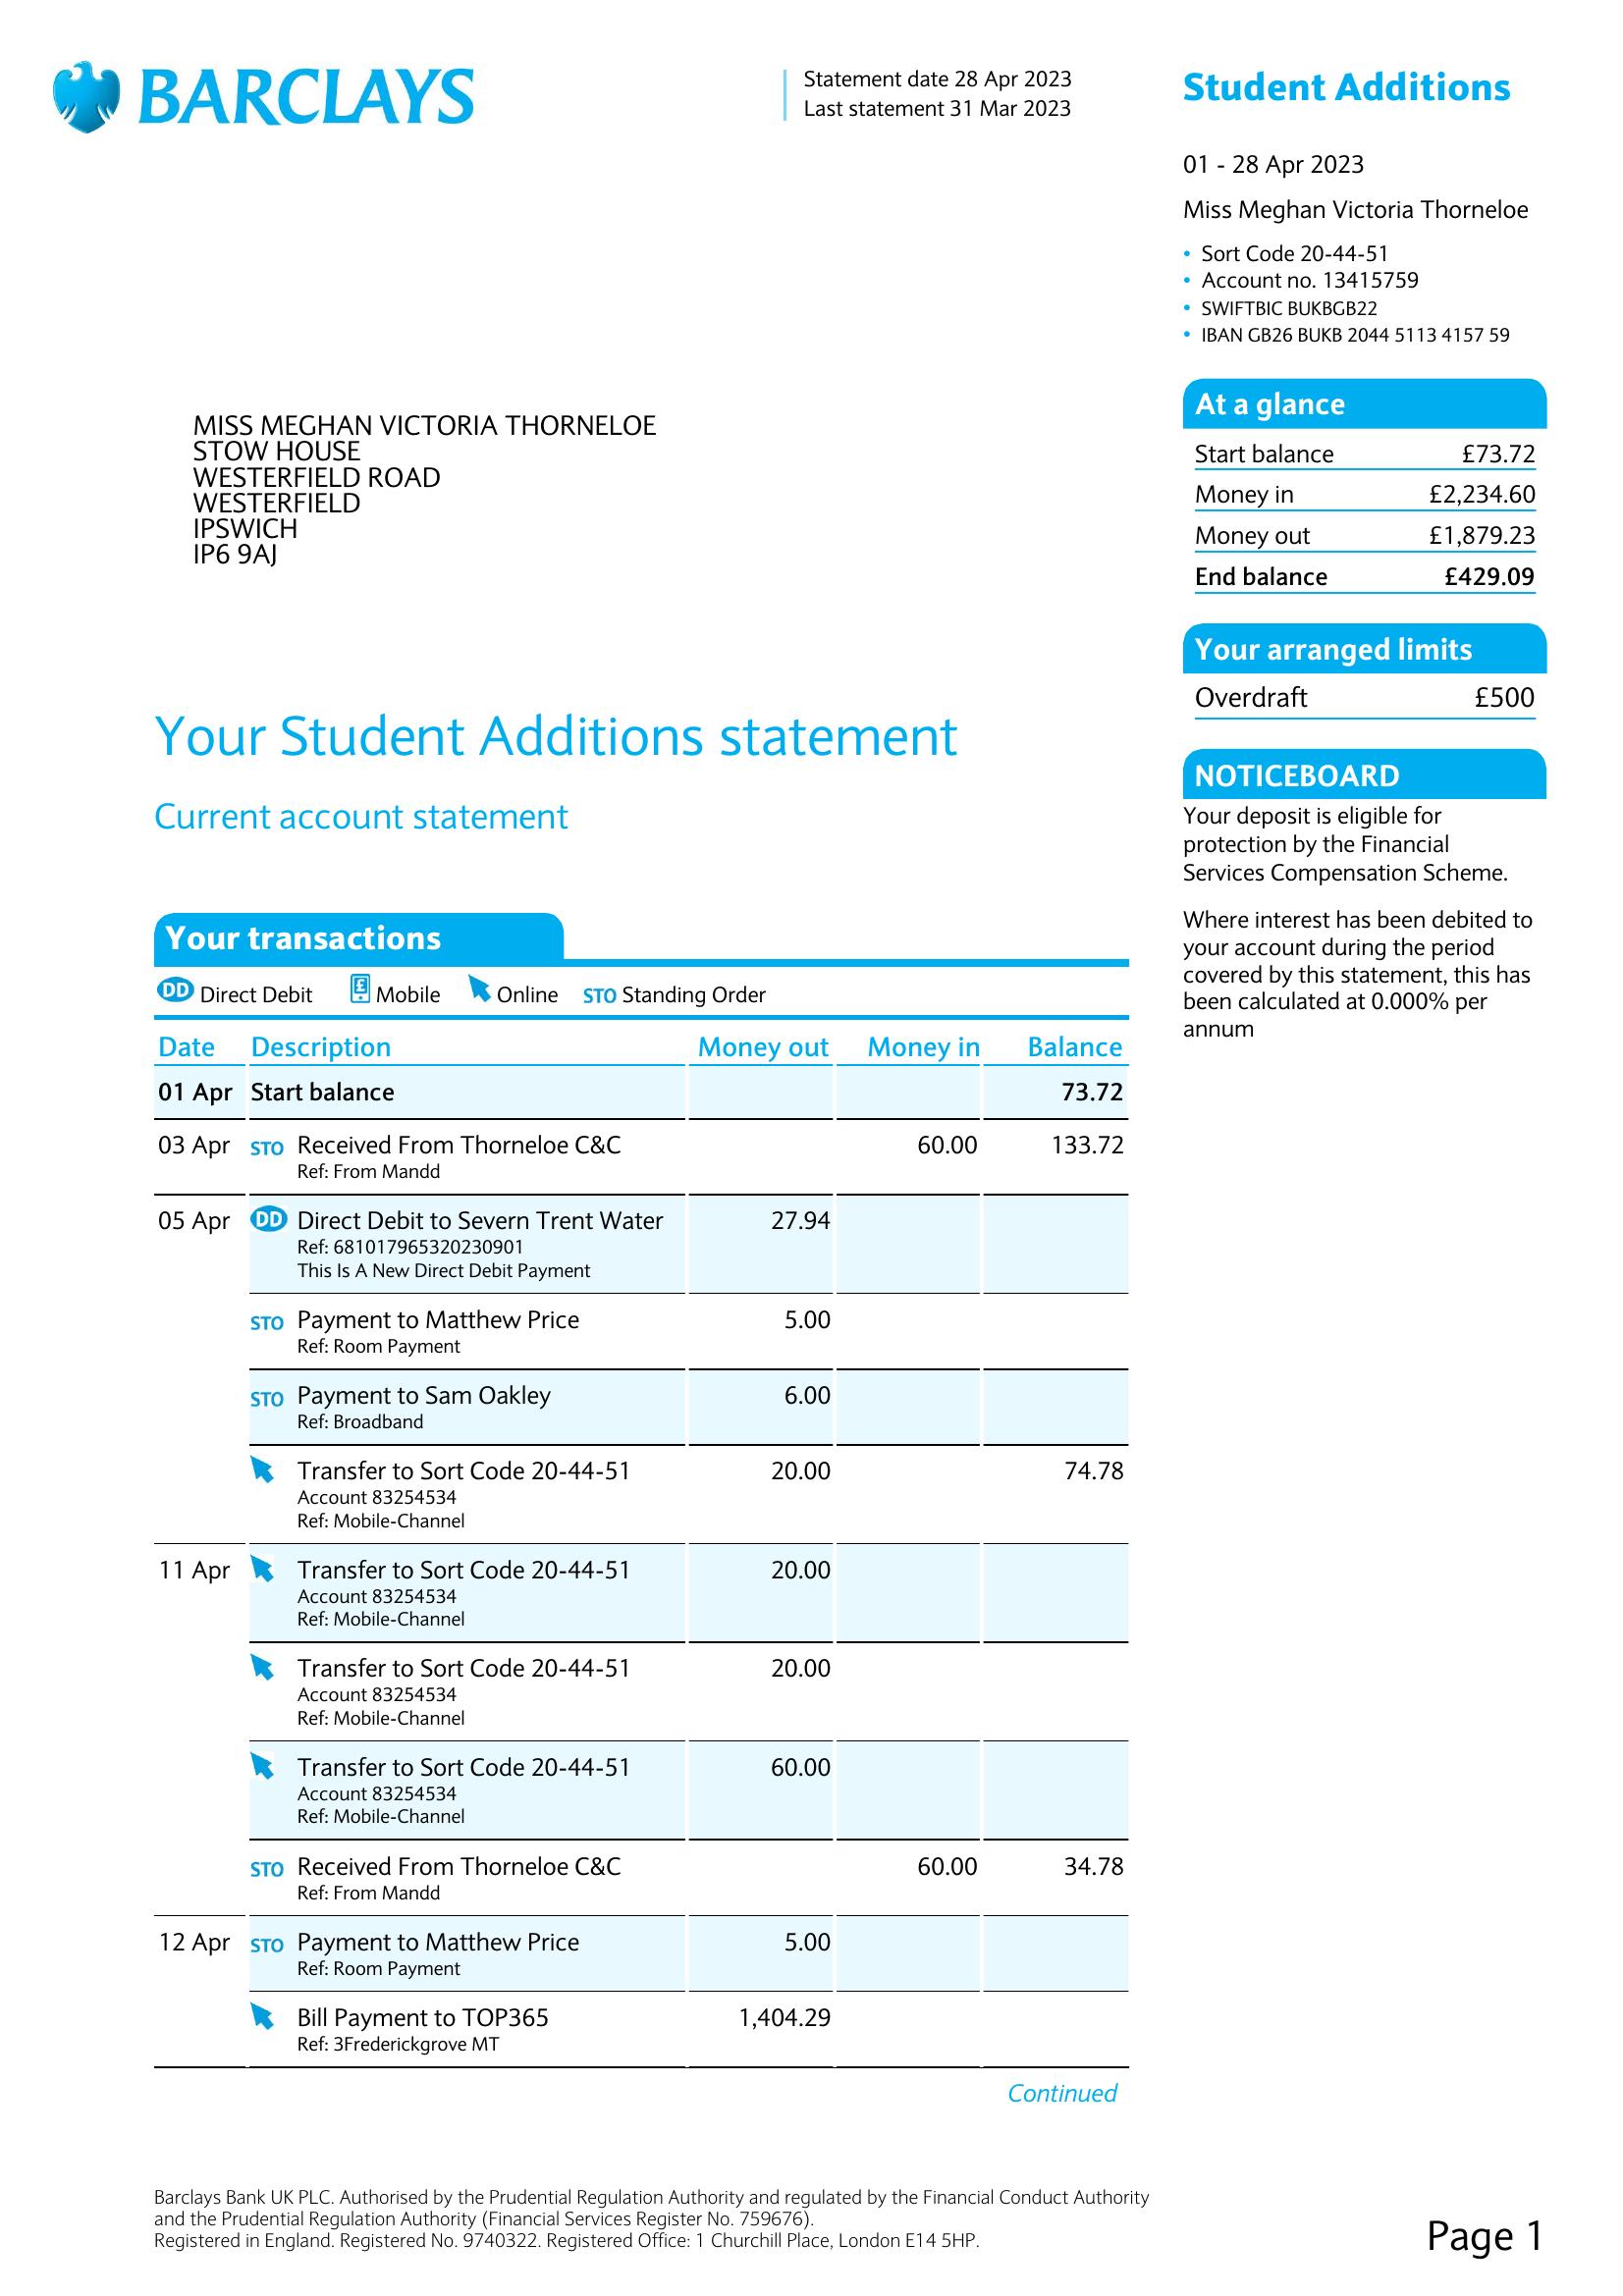 BARCLAYS
Statement date 28 Apr 2023
Last statement 31 Mar 2023
Student Additions
01 - 28 Apr 2023
Miss Meghan Victoria Thorneloe
• Sort Code 20-44-51
• Account no. 13415759
• SWIFTBIC BUKBGB22
• IBAN GB26 BUKB 2044 5113 4157 59
MISS MEGHAN VICTORIA THORNELOE
STOW HOUSE
WESTERFIELD ROAD
WESTERFIELD
IPSWICH
IP6 9AJ
At a glance
Start balance £73.72
Money in £2,234.60
Money out £1,879.23
End balance £429.09
Your arranged limits
Overdraft £500
NOTICEBOARD
Your deposit is eligible for
protection by the Financial
Services Compensation Scheme.
Where interest has been debited to
your account during the period
covered by this statement, this has
been calculated at 0.000% per
annum
Your Student Additions statement
Current account statement
Your transactions
DD Direct Debit £ Mobile Online STO Standing Order
Date Description Money out Money in Balance
01 Apr Start balance 73.72
03 Apr STO Received From Thorneloe C&C 60.00 133.72
Ref: From Mandd
05 Apr DD Direct Debit to Severn Trent Water 27.94
Ref: 681017965320230901
This Is A New Direct Debit Payment
STO Payment to Matthew Price 5.00
Ref: Room Payment
STO Payment to Sam Oakley 6.00
Ref: Broadband
Transfer to Sort Code 20-44-51 20.00 74.78
Account 83254534
Ref: Mobile-Channel
11 Apr Transfer to Sort Code 20-44-51 20.00
Account 83254534
Ref: Mobile-Channel
Transfer to Sort Code 20-44-51 20.00
Account 83254534
Ref: Mobile-Channel
Transfer to Sort Code 20-44-51 60.00
Account 83254534
Ref: Mobile-Channel
STO Received From Thorneloe C&C 60.00 34.78
Ref: From Mandd
12 Apr STO Payment to Matthew Price 5.00
Ref: Room Payment
Bill Payment to TOP365 1,404.29
Ref: 3Frederickgrove MT
Continued
Barclays Bank UK PLC. Authorised by the Prudential Regulation Authority and regulated by the Financial Conduct Authority
and the Prudential Regulation Authority (Financial Services Register No. 759676).
Registered in England. Registered No. 9740322. Registered Office: 1 Churchill Place, London E14 5HP.
Page 1